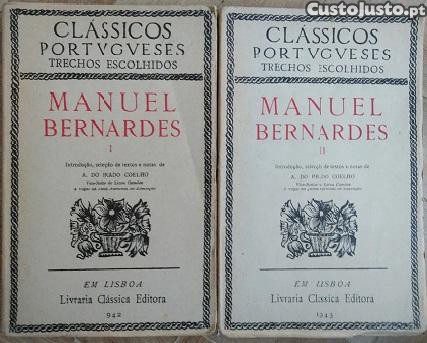 CustoJusto.pt
CLÁSSICOS
PORTVGVESES
TRECHOS ESCOLHIDOS
MANUEL
BERNARDES
I
Introdução, selecção de textos e notas de
A. DO PRADO COELHO
EM LISBOA
Livraria Clássica Editora
942
CLÁSSICOS
PORTVGVESES
TRECHOS ESCOLHIDOS
MANUEL
BERNARDES
II
Introdução, selecção de textos e notas de
A. DO PRADO COELHO
EM LISBOA
Livraria Clássica Editora
1943